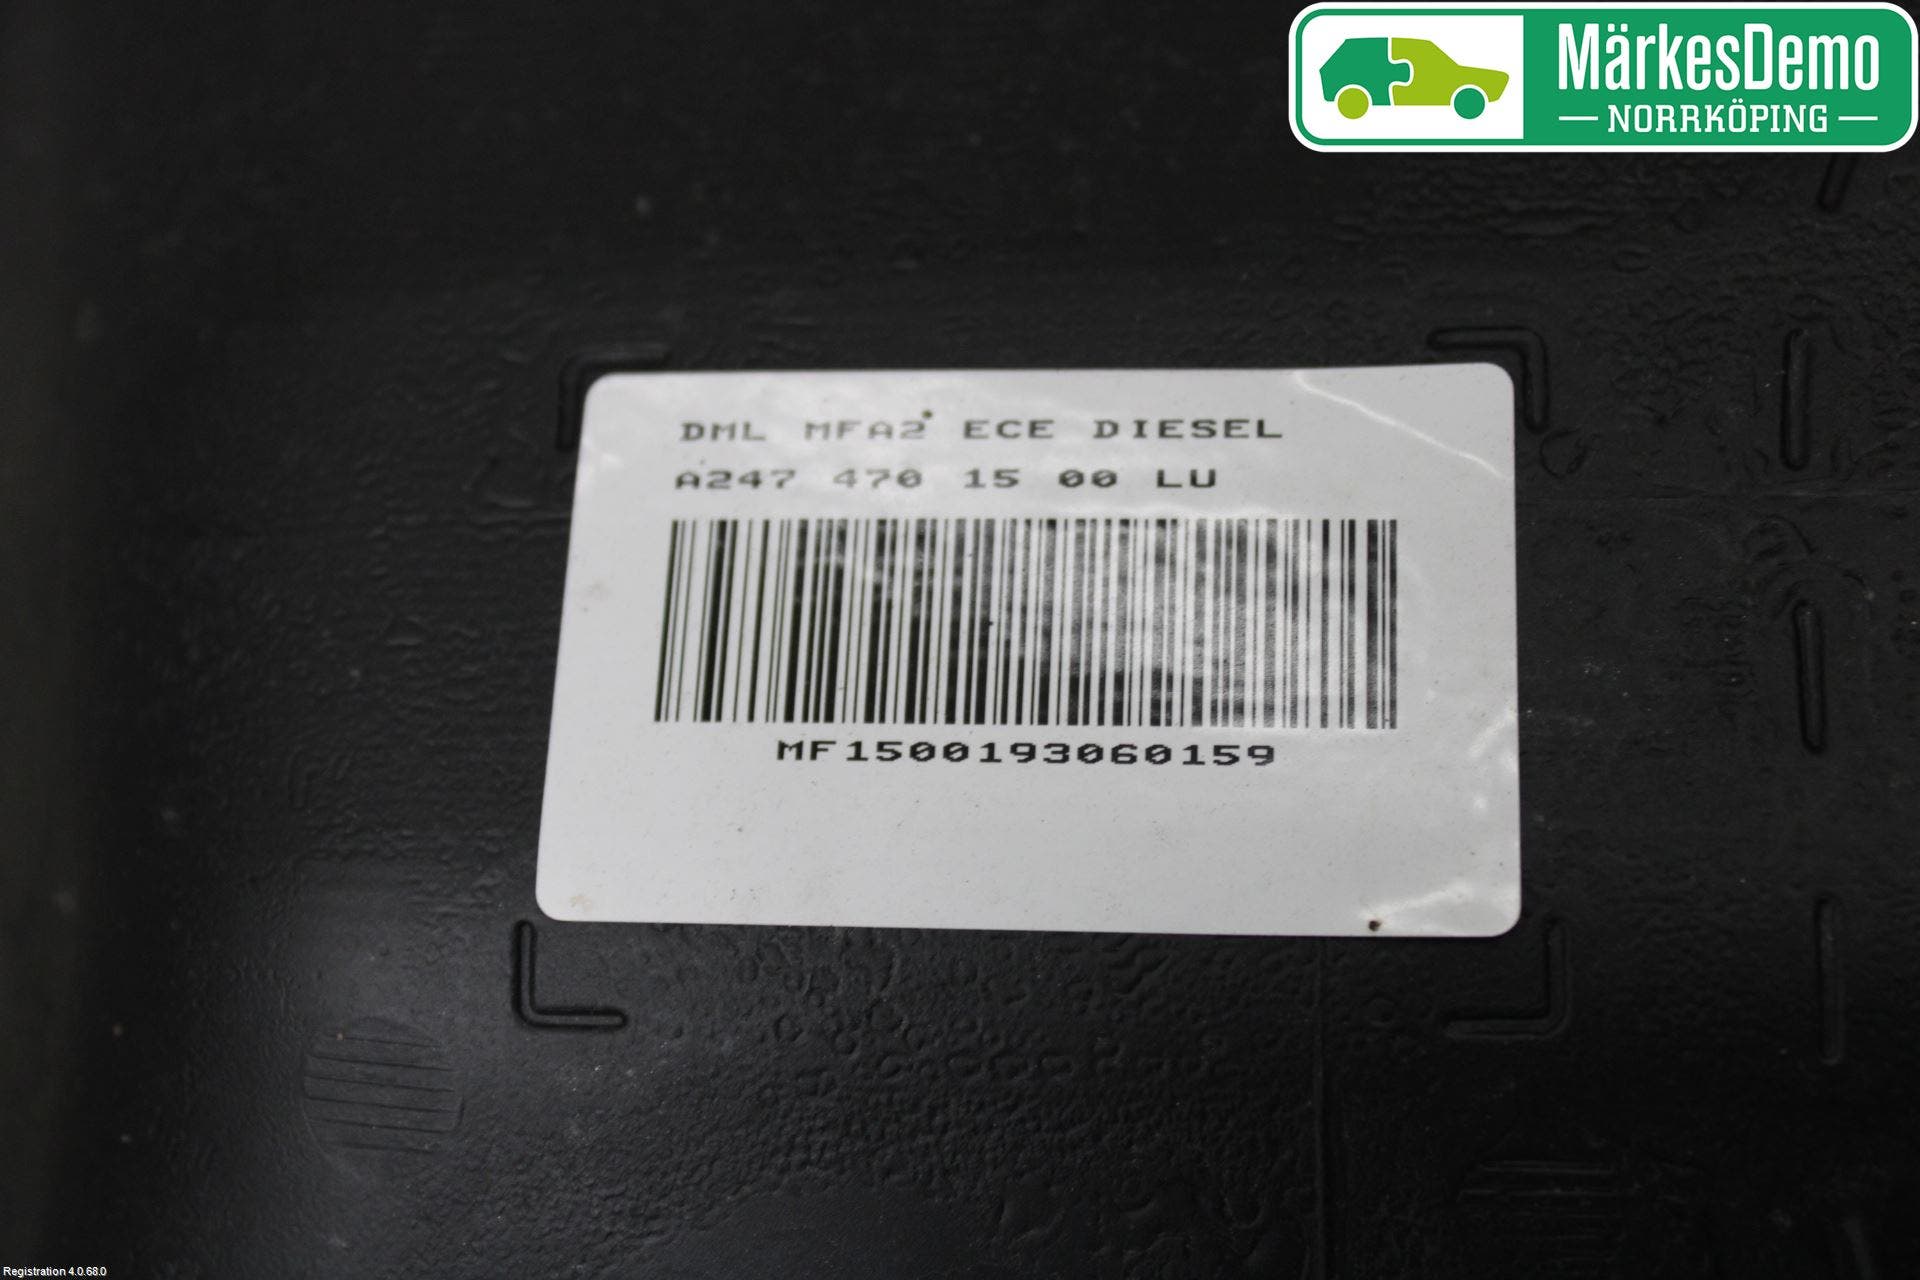 MärkesDemo
NORRKÖPING
DML MFA2 ECE DIESEL
A247 470 15 00 LU
MF1500193060159
Registration 4.0.68.0